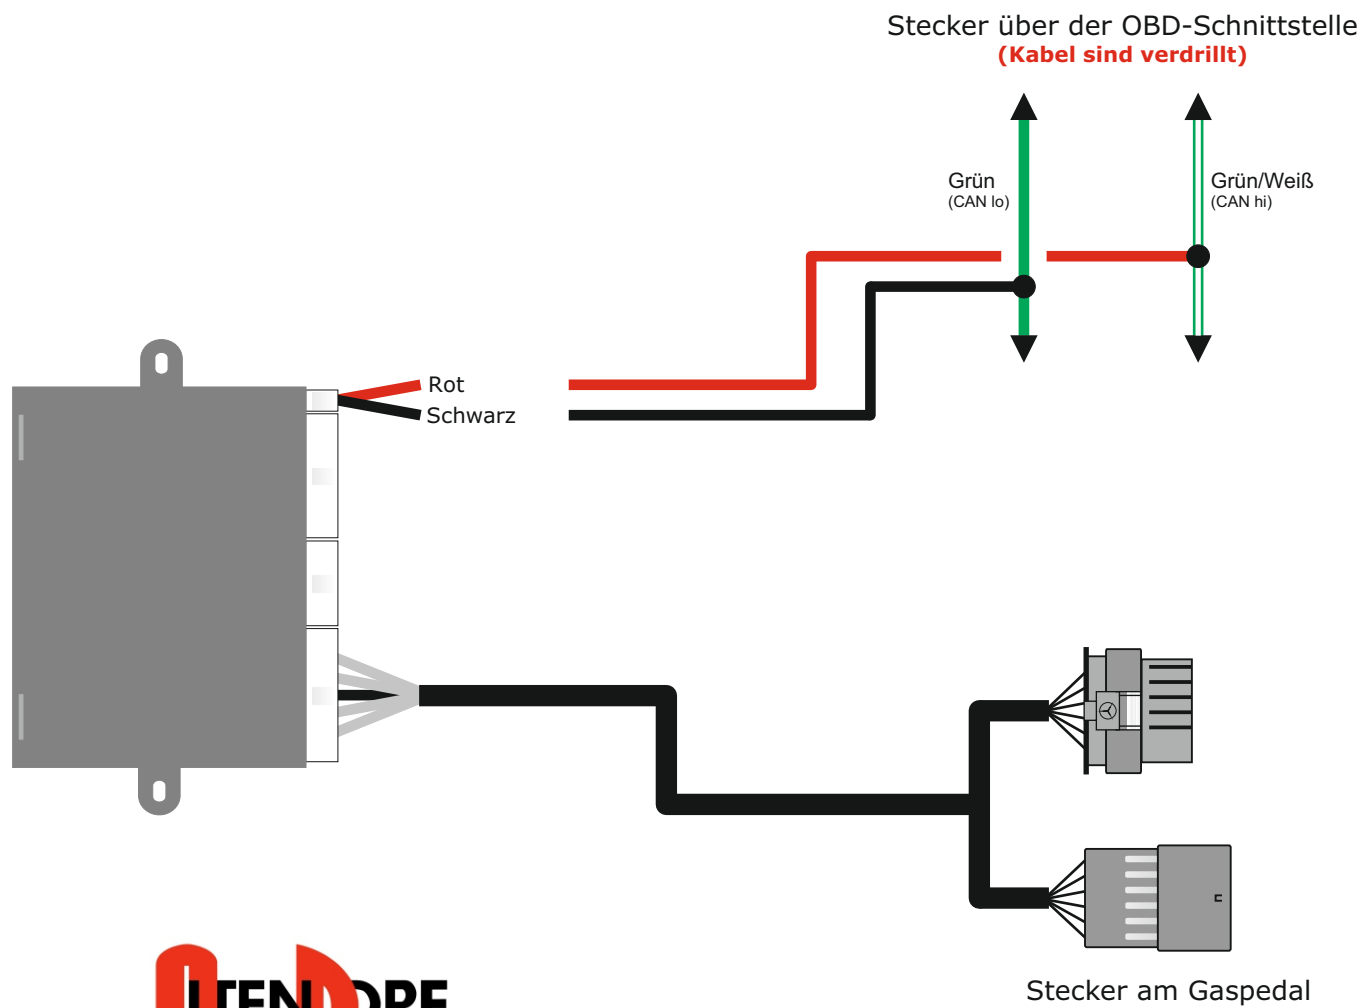 Stecker über der OBD-Schnittstelle
(Kabel sind verdrillt)
Grün
(CAN lo)
Grün/Weiß
(CAN hi)
Rot
Schwarz
Stecker am Gaspedal